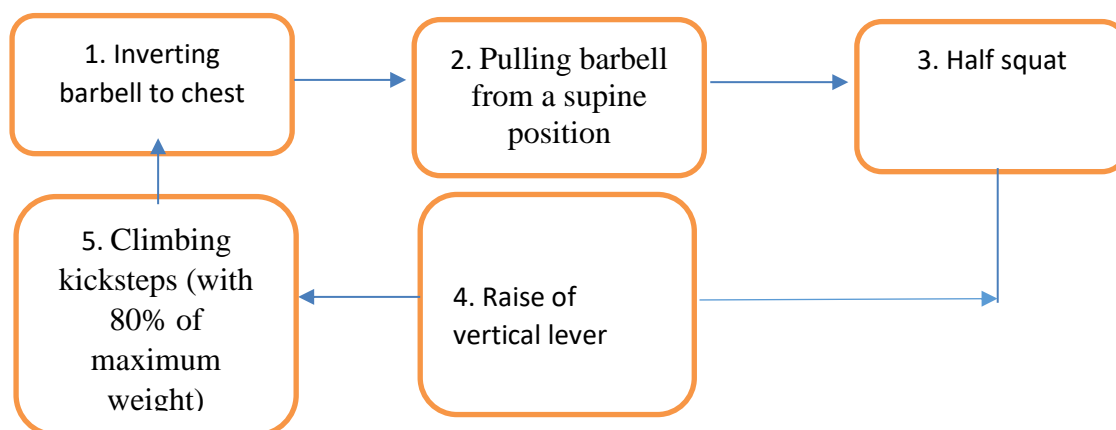 1. Inverting
barbell to chest
2. Pulling barbell
from a supine
position
3. Half squat
4. Raise of
vertical lever
5. Climbing
kicksteps (with
80% of
maximum
weight)